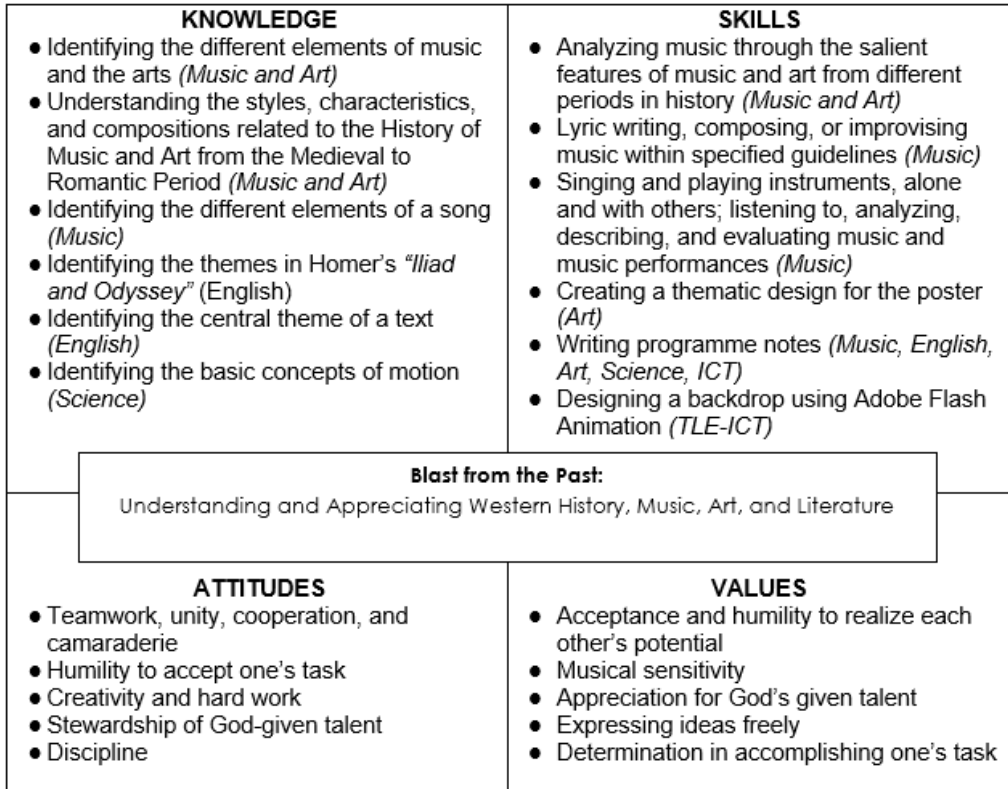 KNOWLEDGE
● Identifying the different elements of music
and the arts (Music and Art)
● Understanding the styles, characteristics,
and compositions related to the History of
Music and Art from the Medieval to
Romantic Period (Music and Art)
● Identifying the different elements of a song
(Music)
● Identifying the themes in Homer's "Iliad
and Odyssey" (English)
● Identifying the central theme of a text
(English)
● Identifying the basic concepts of motion
(Science)
SKILLS
● Analyzing music through the salient
features of music and art from different
periods in history (Music and Art)
● Lyric writing, composing, or improvising
music within specified guidelines (Music)
● Singing and playing instruments, alone
and with others; listening to, analyzing,
describing, and evaluating music and
music performances (Music)
● Creating a thematic design for the poster
(Art)
● Writing programme notes (Music, English,
Art, Science, ICT)
● Designing a backdrop using Adobe Flash
Animation (TLE-ICT)
Blast from the Past:
Understanding and Appreciating Western History, Music, Art, and Literature
ATTITUDES
● Teamwork, unity, cooperation, and
camaraderie
● Humility to accept one's task
● Creativity and hard work
● Stewardship of God-given talent
● Discipline
VALUES
● Acceptance and humility to realize each
other's potential
● Musical sensitivity
● Appreciation for God's given talent
● Expressing ideas freely
● Determination in accomplishing one's task